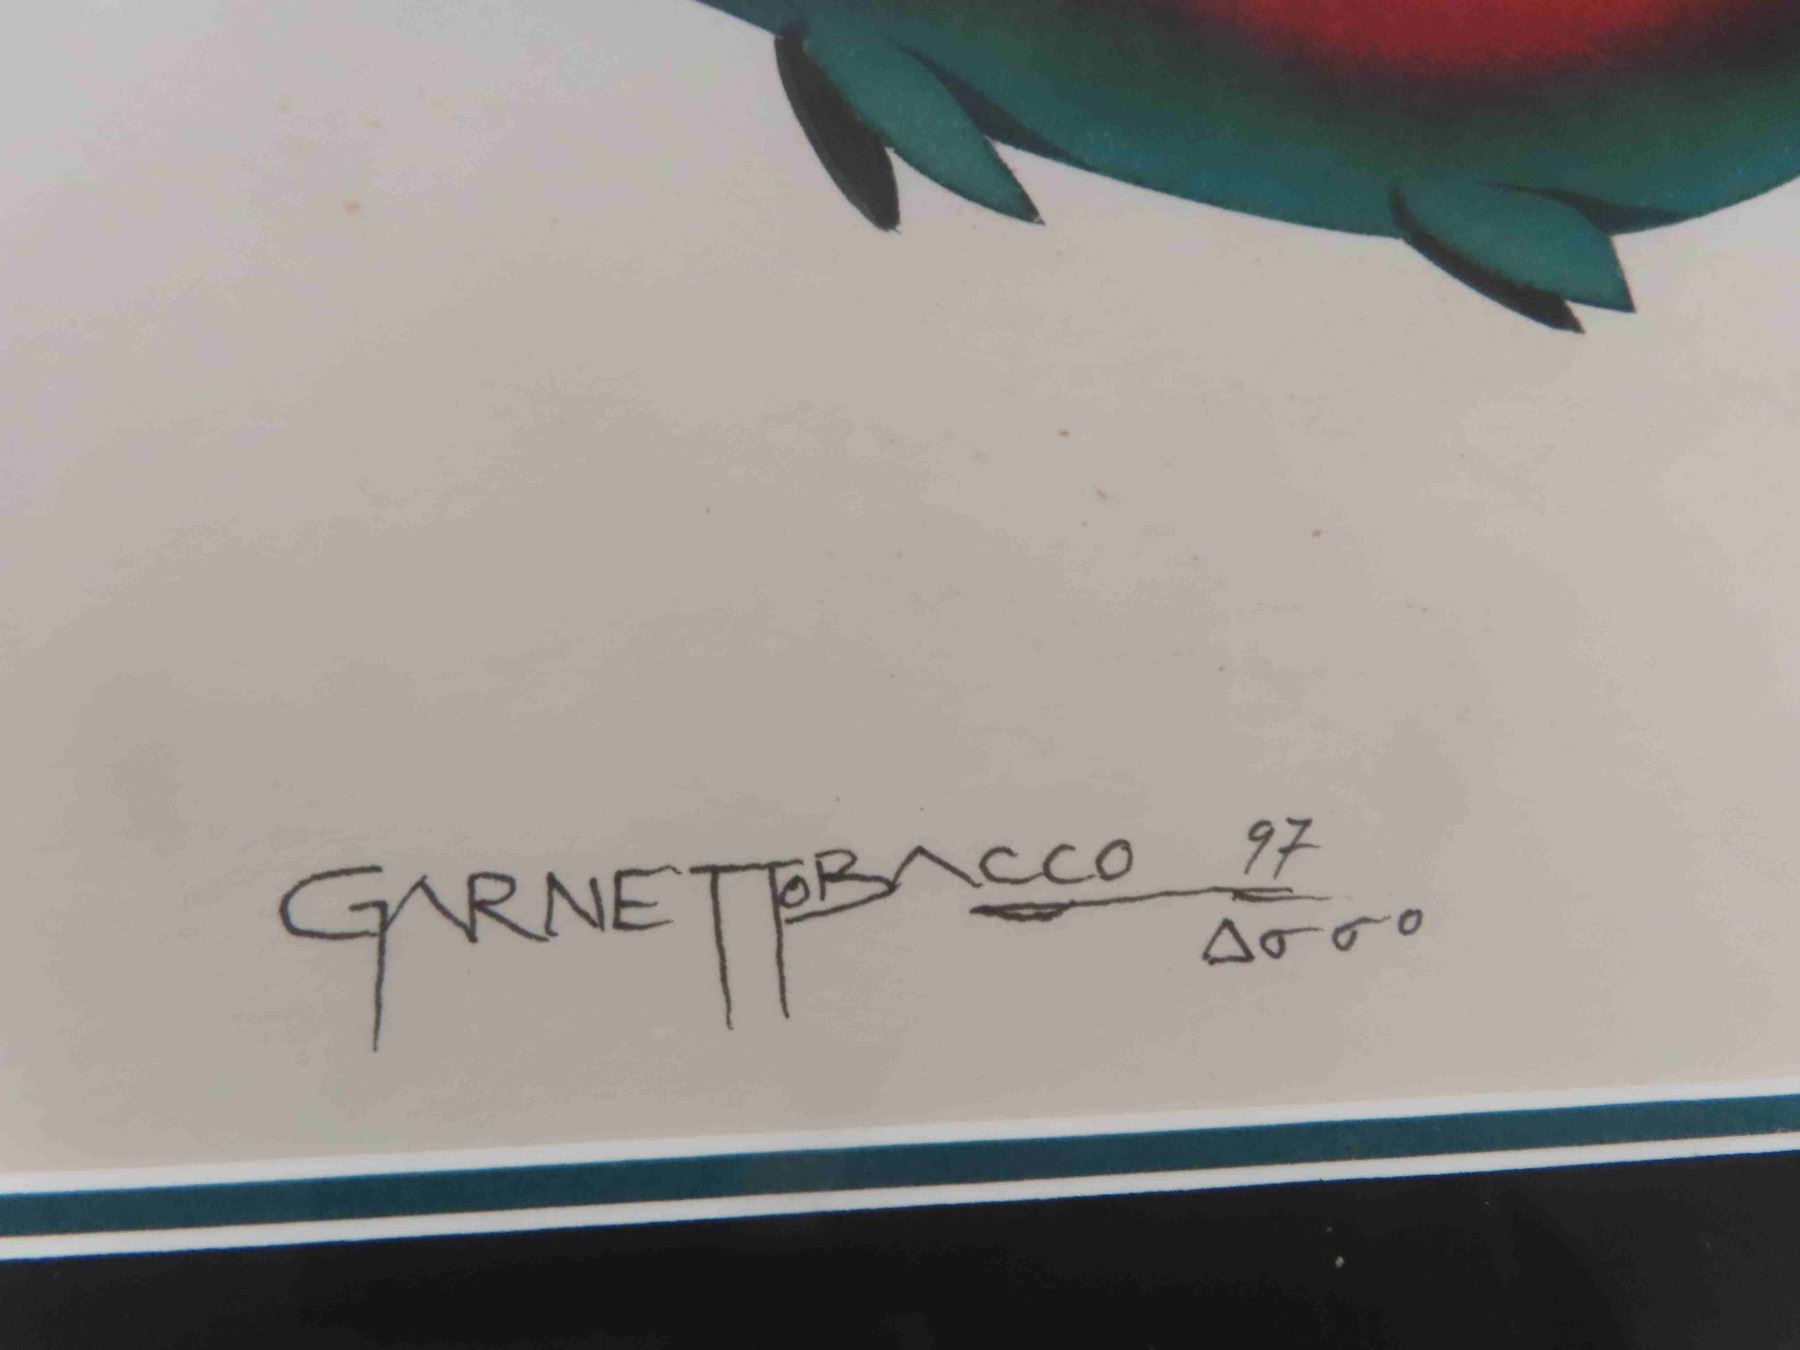 GARNET TOBACCO 97
ᐃᓂᓂᐤ